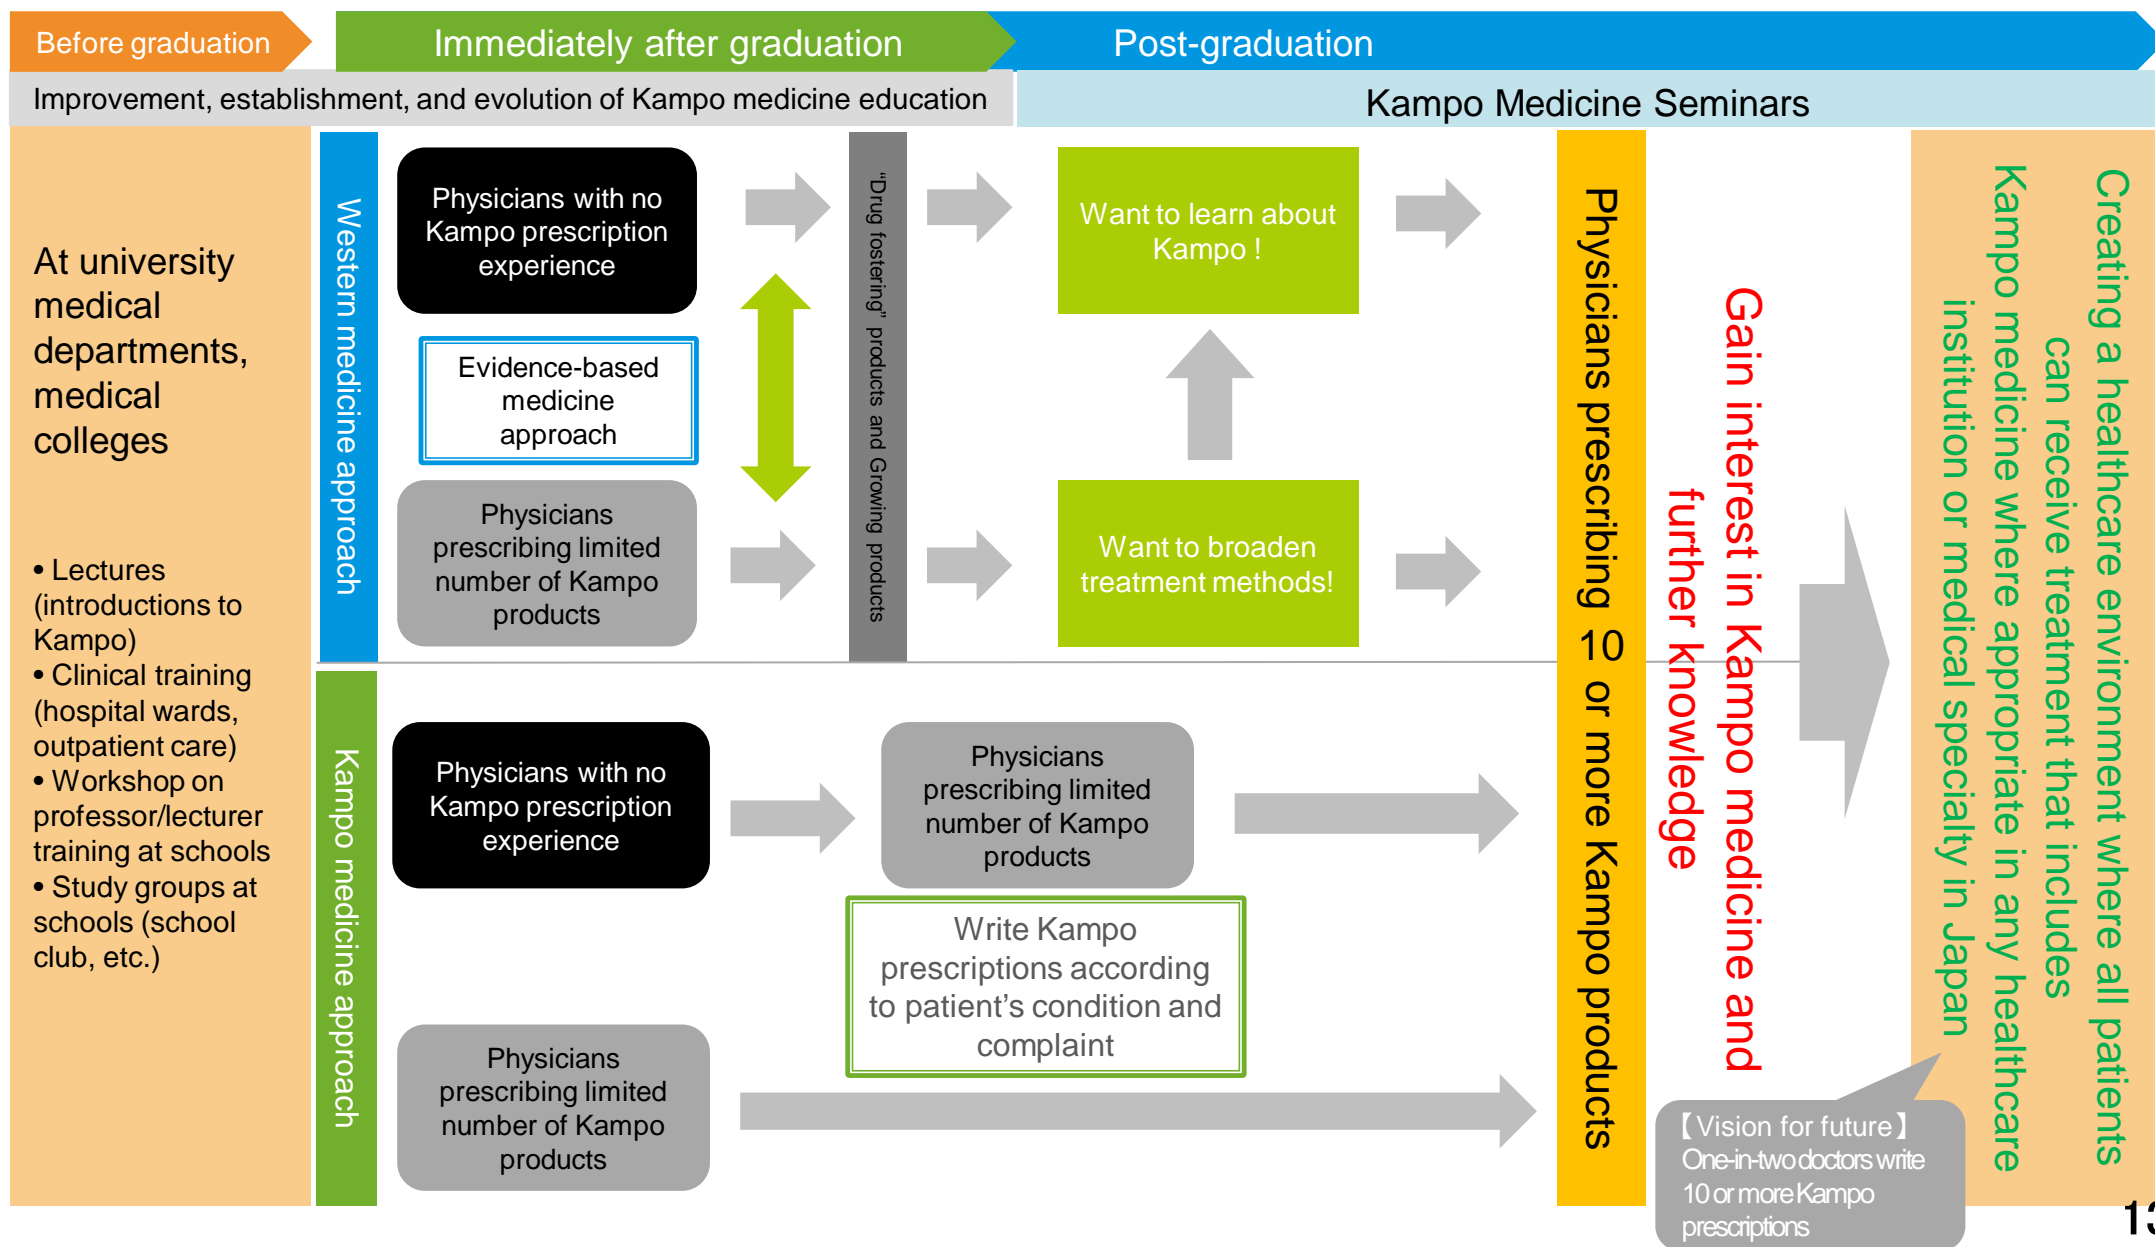 Before graduation
Immediately after graduation
Post-graduation
Improvement, establishment, and evolution of Kampo medicine education
Kampo Medicine Seminars
At university
medical
departments,
medical
colleges
• Lectures
(introductions to
Kampo)
• Clinical training
(hospital wards,
outpatient care)
• Workshop on
professor/lecturer
training at schools
• Study groups at
schools (school
club, etc.)
Western medicine approach
Physicians with no
Kampo prescription
experience
Evidence-based
medicine
approach
Physicians
prescribing limited
number of Kampo
products
"Drug fostering" products and Growing products
Want to learn about
Kampo !
Want to broaden
treatment methods!
Kampo medicine approach
Physicians with no
Kampo prescription
experience
Physicians
prescribing limited
number of Kampo
products
Write Kampo
prescriptions according
to patient's condition and
complaint
Physicians
prescribing limited
number of Kampo
products
Physicians prescribing 10 or more Kampo products
Gain interest in Kampo medicine and
further knowledge
Creating a healthcare environment where all patients
can receive treatment that includes
Kampo medicine where appropriate in any healthcare
institution or medical specialty in Japan
【Vision for future】
One-in-two doctors write
10 or more Kampo
prescriptions
13